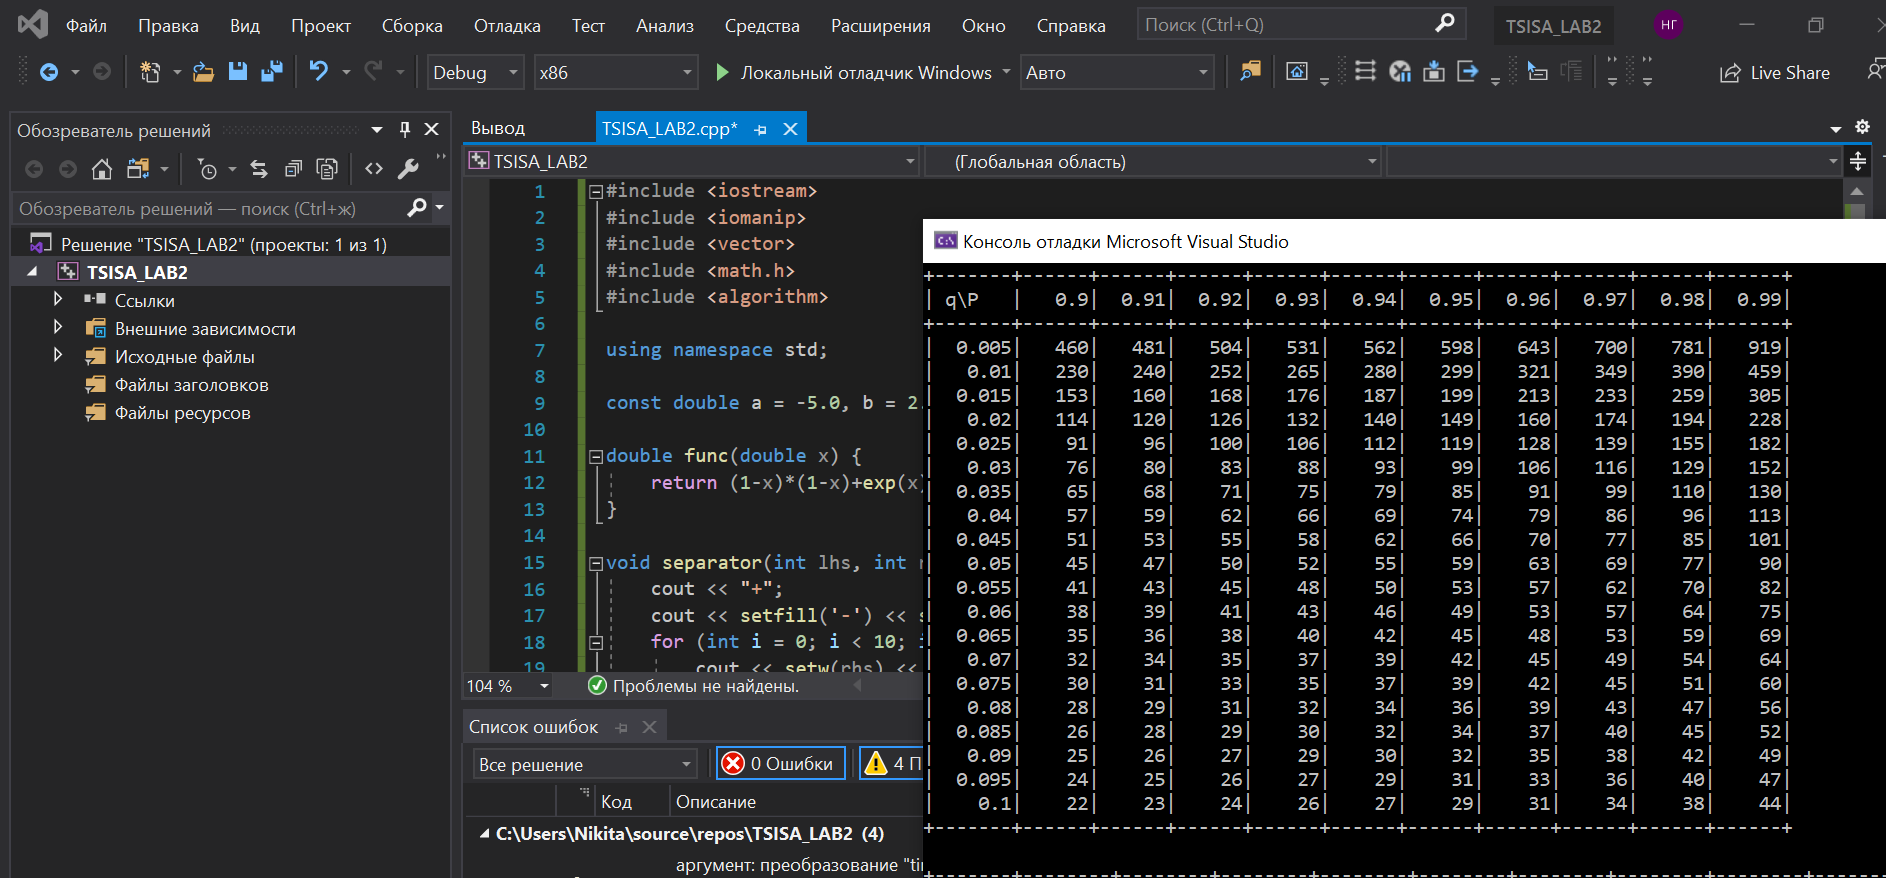 Файл Правка Вид Проект Сборка Отладка Тест Анализ Средства Расширения Окно Справка Поиск (Ctrl+Q) TSISA_LAB2 НГ
Debug x86 Локальный отладчик Windows Авто Live Share
Обозреватель решений
Обозреватель решений — поиск (Ctrl+ж)
Решение "TSISA_LAB2" (проекты: 1 из 1)
TSISA_LAB2
Ссылки
Внешние зависимости
Исходные файлы
Файлы заголовков
Файлы ресурсов
Вывод TSISA_LAB2.cpp*
TSISA_LAB2 (Глобальная область)
1 #include <iostream>
2 #include <iomanip>
3 #include <vector>
4 #include <math.h>
5 #include <algorithm>
6
7 using namespace std;
8
9 const double a = -5.0, b = 2.
10
11 double func(double x) {
12 return (1-x)*(1-x)+exp(x)
13 }
14
15 void separator(int lhs, int
16 cout << "+";
17 cout << setfill('-') <<
18 for (int i = 0; i < 10;
19 cout << setw(rhs) <<
104 % Проблемы не найдены.
Список ошибок
Все решение 0 Ошибки 4 П
Код Описание
C:\Users\Nikita\source\repos\TSISA_LAB2 (4)
аргумент: преобразование "ti
C:\ Консоль отладки Microsoft Visual Studio
+-------+------+------+------+------+------+------+------+------+------+------+
| q\P | 0.9| 0.91| 0.92| 0.93| 0.94| 0.95| 0.96| 0.97| 0.98| 0.99|
+-------+------+------+------+------+------+------+------+------+------+------+
| 0.005| 460| 481| 504| 531| 562| 598| 643| 700| 781| 919|
| 0.01| 230| 240| 252| 265| 280| 299| 321| 349| 390| 459|
| 0.015| 153| 160| 168| 176| 187| 199| 213| 233| 259| 305|
| 0.02| 114| 120| 126| 132| 140| 149| 160| 174| 194| 228|
| 0.025| 91| 96| 100| 106| 112| 119| 128| 139| 155| 182|
| 0.03| 76| 80| 83| 88| 93| 99| 106| 116| 129| 152|
| 0.035| 65| 68| 71| 75| 79| 85| 91| 99| 110| 130|
| 0.04| 57| 59| 62| 66| 69| 74| 79| 86| 96| 113|
| 0.045| 51| 53| 55| 58| 62| 66| 70| 77| 85| 101|
| 0.05| 45| 47| 50| 52| 55| 59| 63| 69| 77| 90|
| 0.055| 41| 43| 45| 48| 50| 53| 57| 62| 70| 82|
| 0.06| 38| 39| 41| 43| 46| 49| 53| 57| 64| 75|
| 0.065| 35| 36| 38| 40| 42| 45| 48| 53| 59| 69|
| 0.07| 32| 34| 35| 37| 39| 42| 45| 49| 54| 64|
| 0.075| 30| 31| 33| 35| 37| 39| 42| 45| 51| 60|
| 0.08| 28| 29| 31| 32| 34| 36| 39| 43| 47| 56|
| 0.085| 26| 28| 29| 30| 32| 34| 37| 40| 45| 52|
| 0.09| 25| 26| 27| 29| 30| 32| 35| 38| 42| 49|
| 0.095| 24| 25| 26| 27| 29| 31| 33| 36| 40| 47|
| 0.1| 22| 23| 24| 26| 27| 29| 31| 34| 38| 44|
+-------+------+------+------+------+------+------+------+------+------+------+